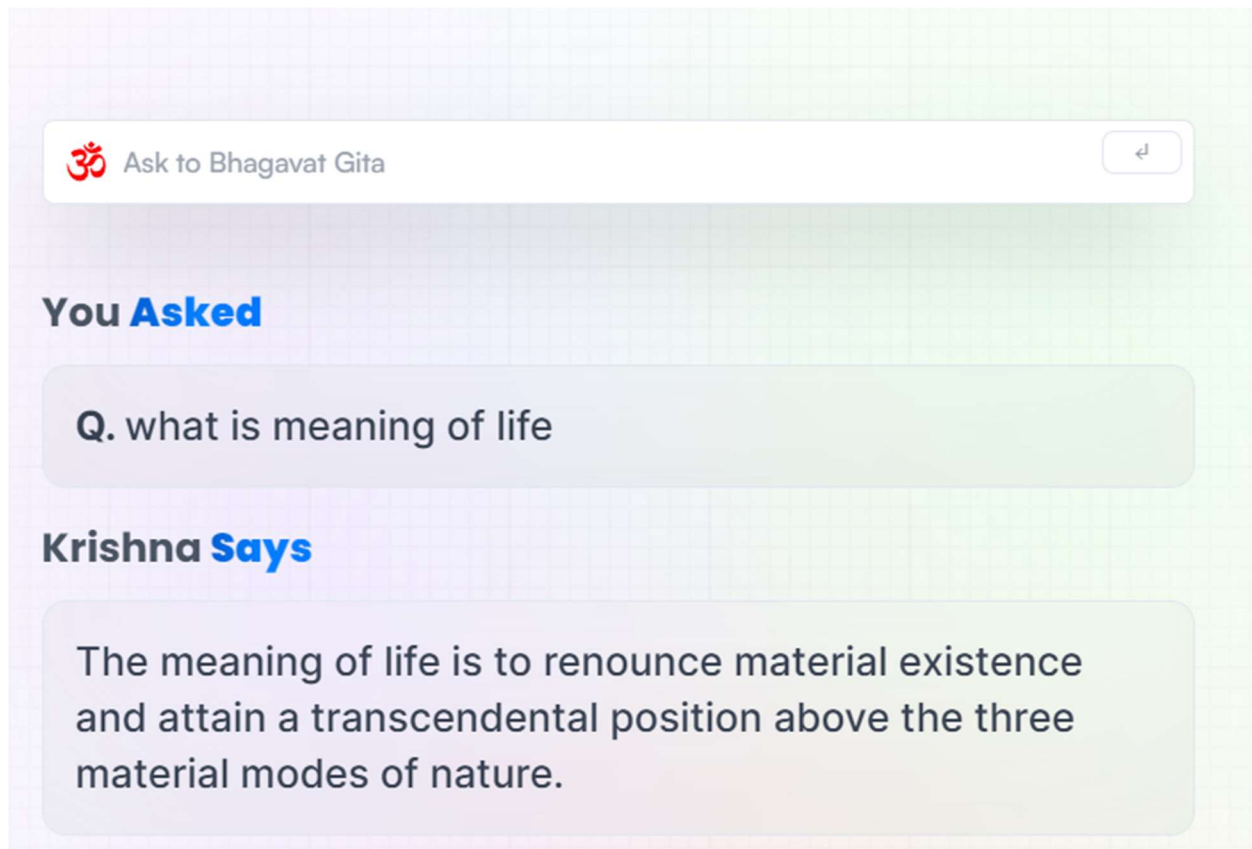 ॐ Ask to Bhagavat Gita
You Asked
Q. what is meaning of life
Krishna Says
The meaning of life is to renounce material existence
and attain a transcendental position above the three
material modes of nature.